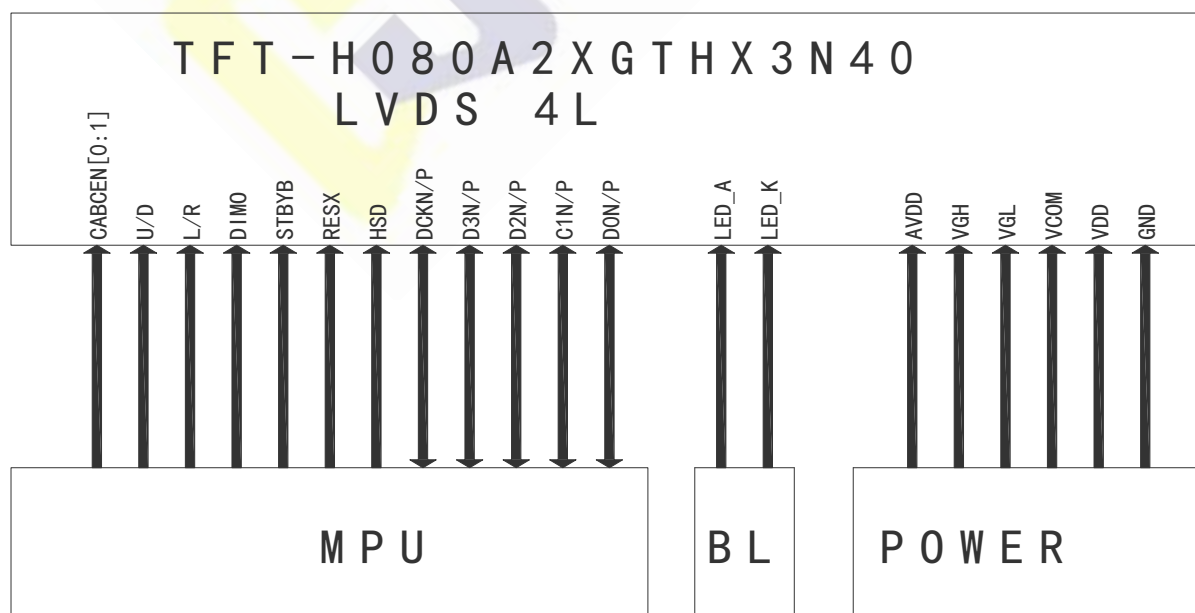 TFT-H080A2XGTHX3N40
LVDS 4L
CABCEN[0:1]
U/D
L/R
DIMO
STBYB
RESX
HSD
DCKN/P
D3N/P
D2N/P
C1N/P
D0N/P
LED_A
LED_K
AVDD
VGH
VGL
VCOM
VDD
GND
MPU
BL
POWER